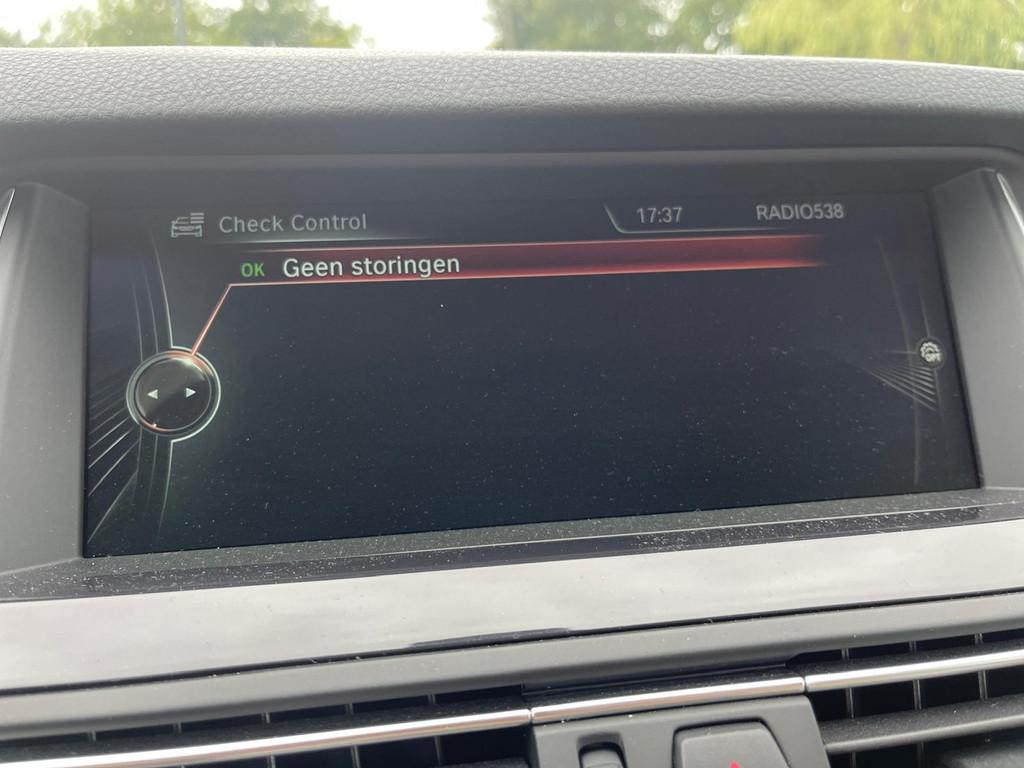 Check Control
17:37
RADIO538
OK Geen storingen